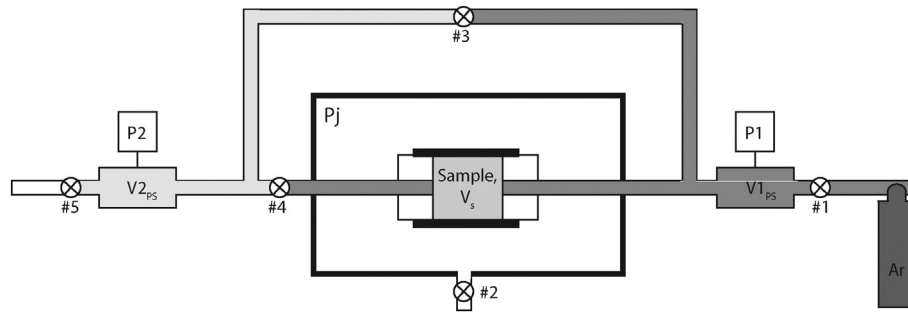 #3
Pj
P2
P1
Sample,
Vs
V2PS
V1PS
#5
#4
#1
#2
Ar